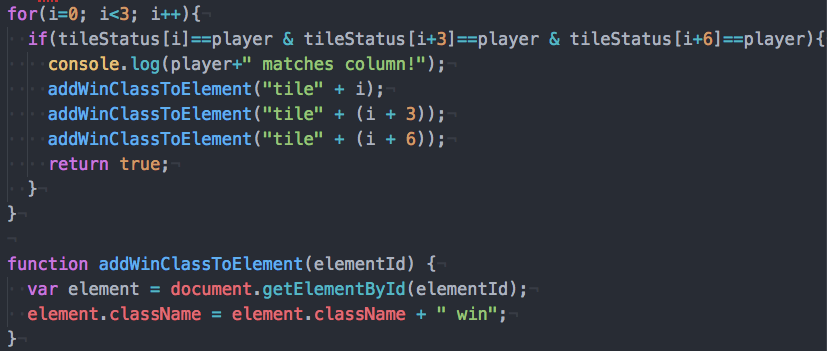 for(i=0; i<3; i++){
if(tileStatus[i]==player & tileStatus[i+3]==player & tileStatus[i+6]==player){
console.log(player+" matches column!");
addWinClassToElement("tile" + i);
addWinClassToElement("tile" + (i + 3));
addWinClassToElement("tile" + (i + 6));
return true;
}
}
function addWinClassToElement(elementId) {
var element = document.getElementById(elementId);
element.className = element.className + " win";
}